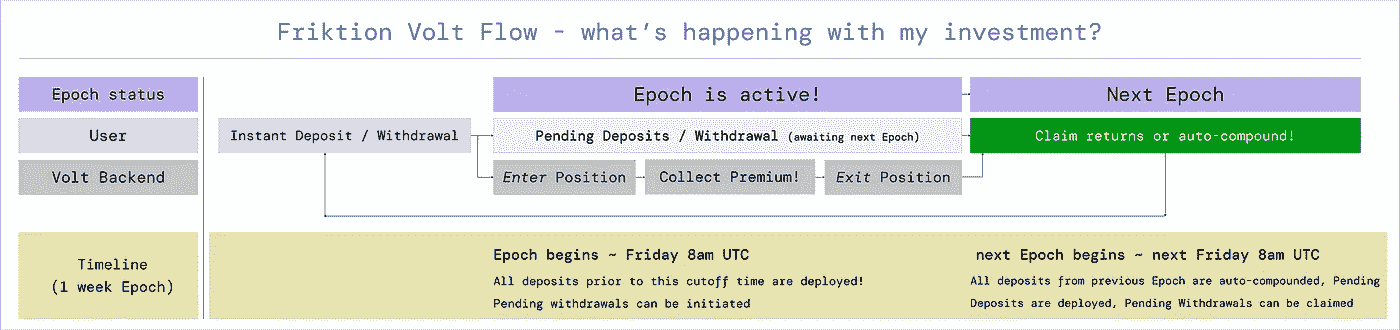 Friktion Volt Flow - what's happening with my investment?
Epoch status
Epoch is active!
Next Epoch
User
Instant Deposit / Withdrawal
Pending Deposits / Withdrawal (awaiting next Epoch)
Claim returns or auto-compound!
Volt Backend
Enter Position
Collect Premium!
Exit Position
Timeline
(1 week Epoch)
Epoch begins ~ Friday 8am UTC
All deposits prior to this cutoff time are deployed!
Pending withdrawals can be initiated
next Epoch begins ~ next Friday 8am UTC
All deposits from previous Epoch are auto-compounded, Pending
Deposits are deployed, Pending Withdrawals can be claimed